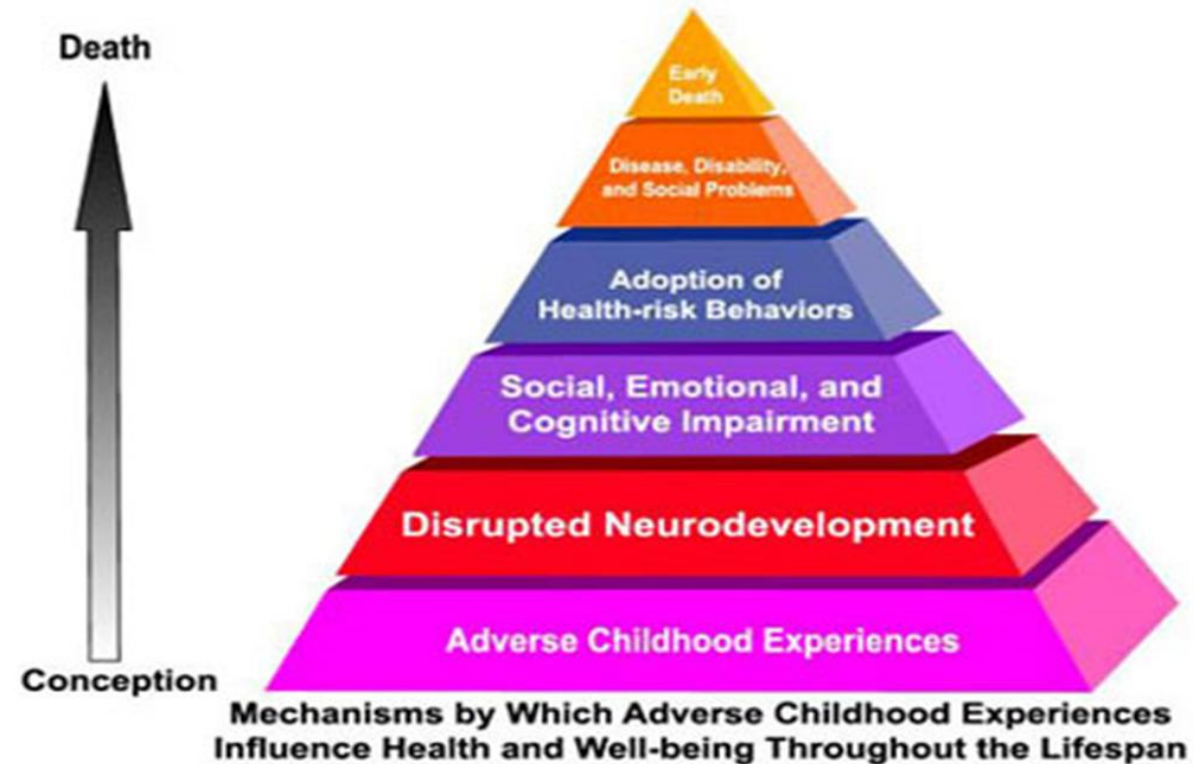 Death
Early
Death
Disease, Disability,
and Social Problems
Adoption of
Health-risk Behaviors
Social, Emotional, and
Cognitive Impairment
Disrupted Neurodevelopment
Adverse Childhood Experiences
Conception
Mechanisms by Which Adverse Childhood Experiences
Influence Health and Well-being Throughout the Lifespan